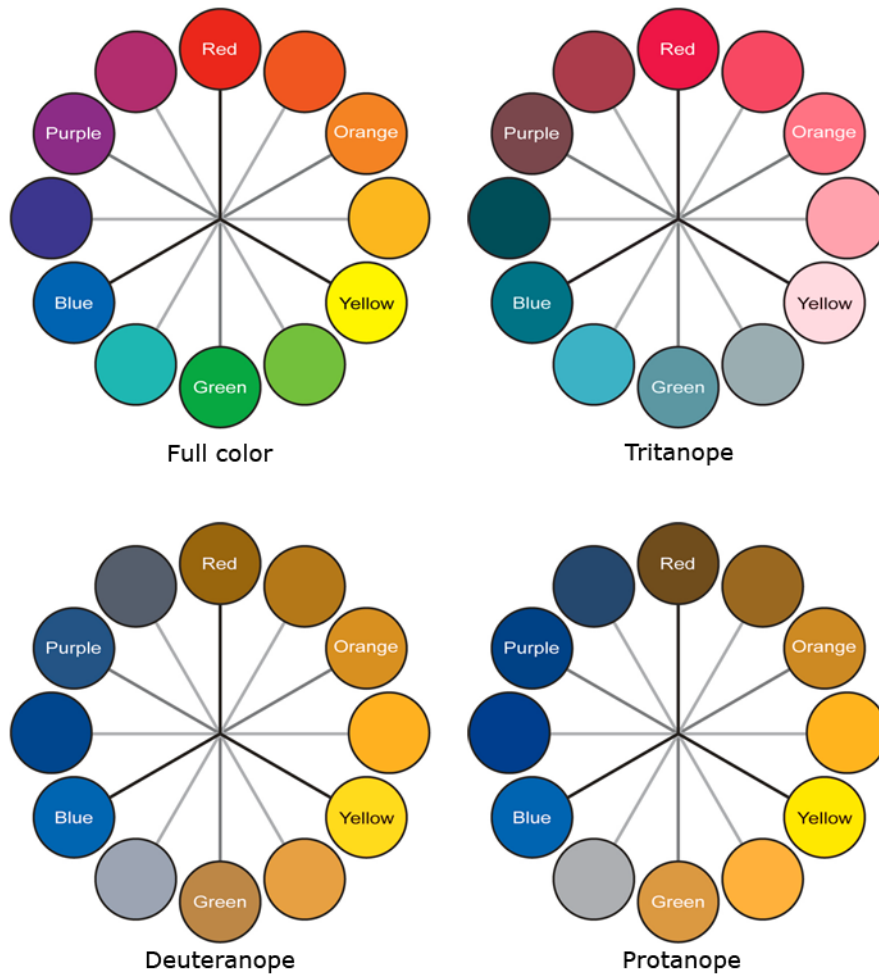 Red
Purple
Orange
Blue
Yellow
Green
Full color
Red
Purple
Orange
Blue
Yellow
Green
Tritanope
Red
Purple
Orange
Blue
Yellow
Green
Deuteranope
Red
Purple
Orange
Blue
Yellow
Green
Protanope